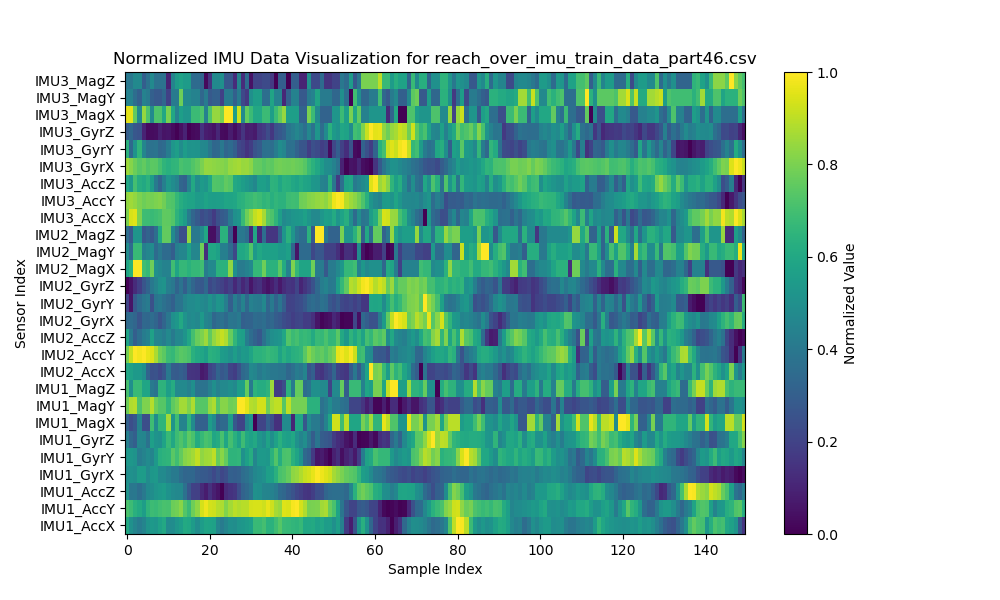 Normalized IMU Data Visualization for reach_over_imu_train_data_part46.csv
IMU3_MagZ
IMU3_MagY
IMU3_MagX
IMU3_GyrZ
IMU3_GyrY
IMU3_GyrX
IMU3_AccZ
IMU3_AccY
IMU3_AccX
IMU2_MagZ
IMU2_MagY
IMU2_MagX
IMU2_GyrZ
IMU2_GyrY
IMU2_GyrX
IMU2_AccZ
IMU2_AccY
IMU2_AccX
IMU1_MagZ
IMU1_MagY
IMU1_MagX
IMU1_GyrZ
IMU1_GyrY
IMU1_GyrX
IMU1_AccZ
IMU1_AccY
IMU1_AccX
Sensor Index
0 20 40 60 80 100 120 140
Sample Index
1.0
0.8
0.6
0.4
0.2
0.0
Normalized Value